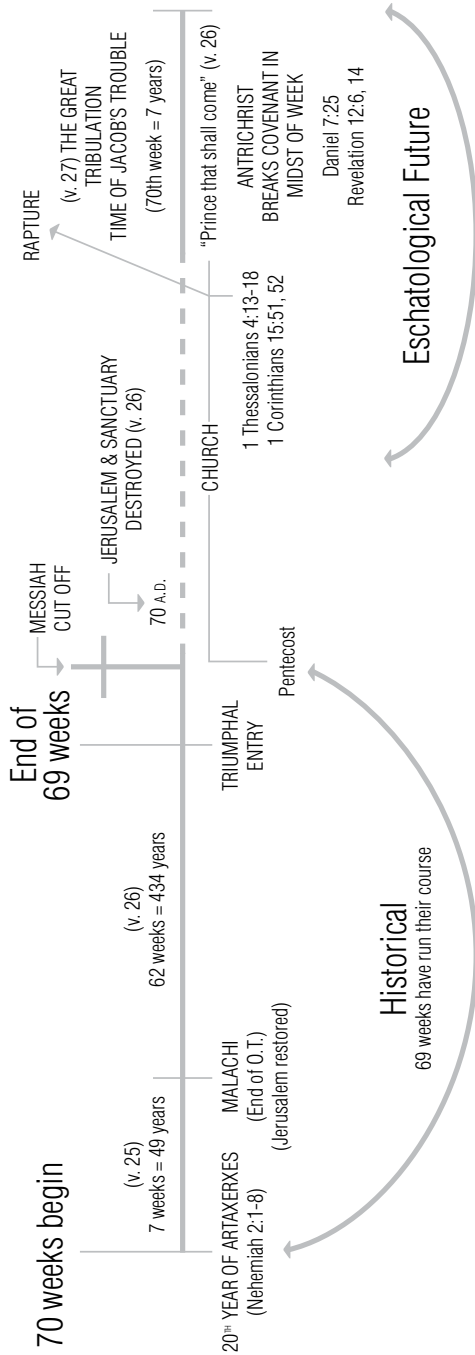 70 weeks begin
(v. 25)
7 weeks = 49 years
(v. 26)
62 weeks = 434 years
End of
69 weeks
MESSIAH
CUT OFF
JERUSALEM & SANCTUARY
DESTROYED (v. 26)
70 A.D.
RAPTURE
(v. 27) THE GREAT
TRIBULATION
TIME OF JACOB'S TROUBLE
(70th week = 7 years)
20TH YEAR OF ARTAXERXES
(Nehemiah 2:1-8)
MALACHI
(End of O.T.)
(Jerusalem restored)
TRIUMPHAL
ENTRY
Pentecost
CHURCH
1 Thessalonians 4:13-18
1 Corinthians 15:51, 52
"Prince that shall come" (v. 26)
ANTRICHRIST
BREAKS COVENANT IN
MIDST OF WEEK
Daniel 7:25
Revelation 12:6, 14
Historical
69 weeks have run their course
Eschatological Future